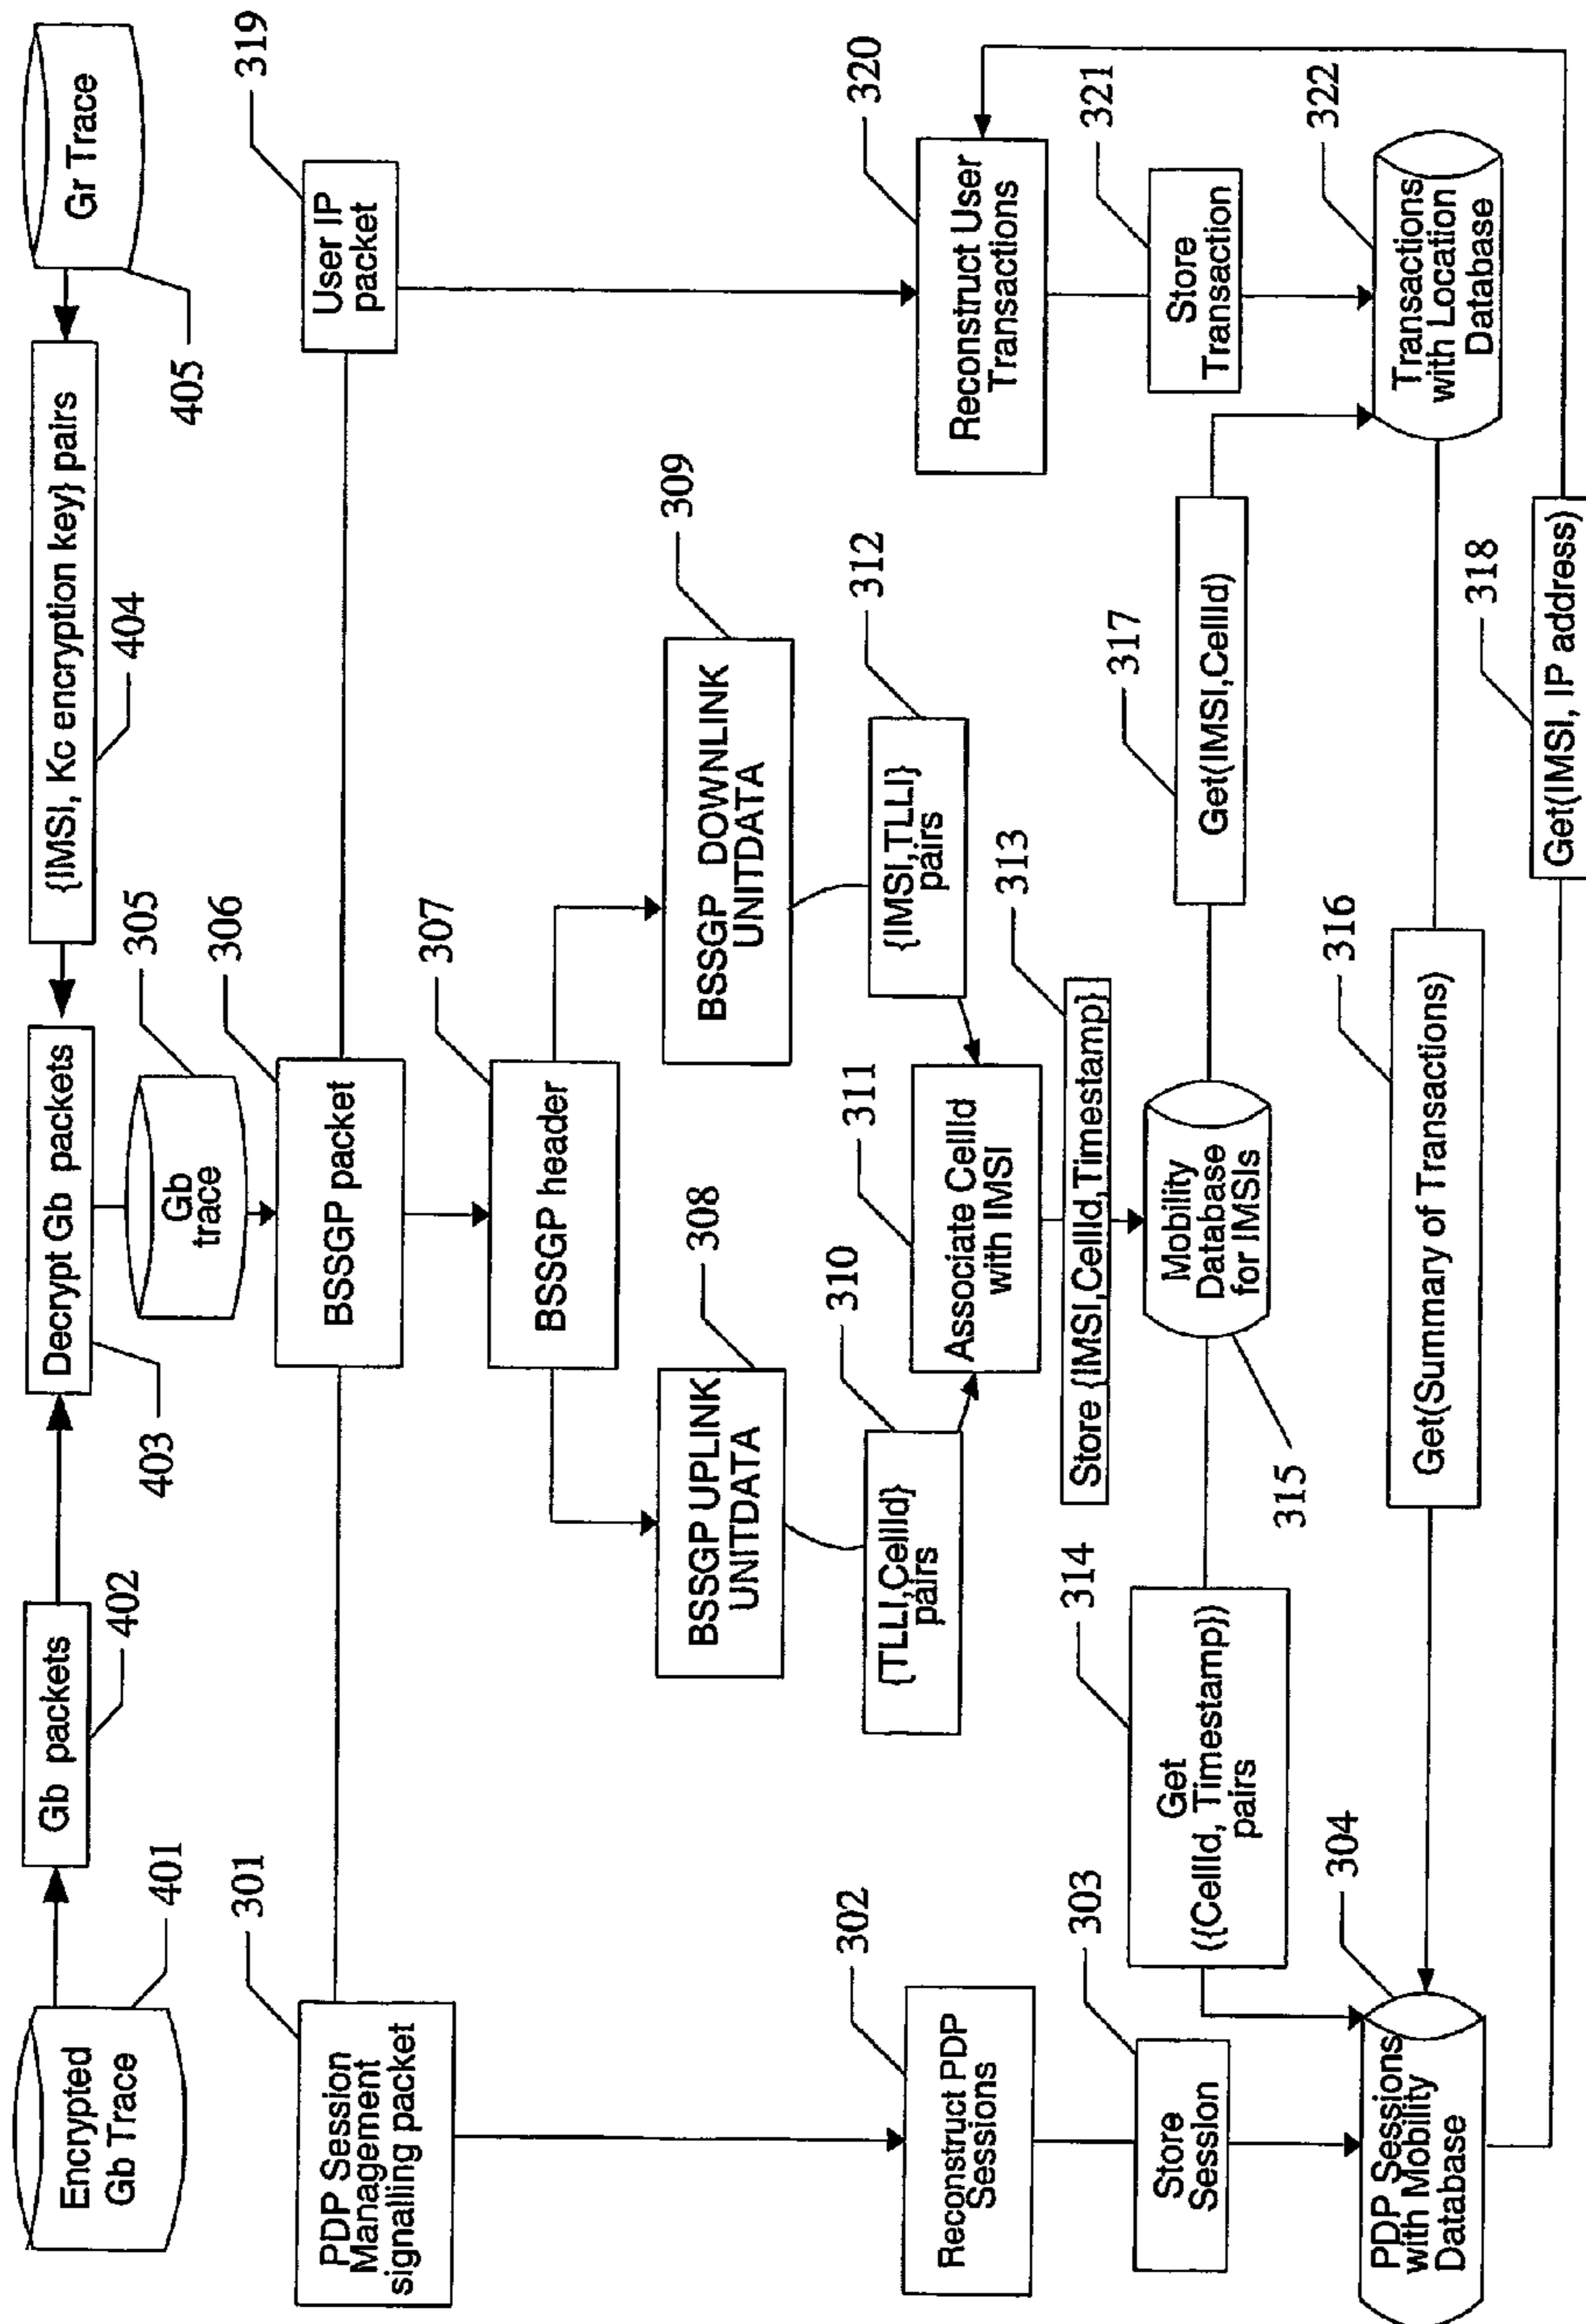 Encrypted
Gb Trace
401
Gb packets
402
Decrypt Gb packets
403
{IMSI, Kc encryption key} pairs
404
Gr Trace
405
Gb
trace
305
PDP Session
Management
signalling packet
301
BSSGP packet
306
User IP
packet
319
BSSGP header
307
BSSGP UPLINK
UNITDATA
308
BSSGP DOWNLINK
UNITDATA
309
{TLLI,CellId}
pairs
310
{IMSI,TLLI}
pairs
312
Reconstruct PDP
Sessions
302
Associate CellId
with IMSI
311
Reconstruct User
Transactions
320
Store {IMSI,CellId,Timestamp}
313
Store
Session
303
Store
Transaction
321
Get
({CellId, Timestamp})
pairs
314
Mobility
Database
for IMSIs
315
Get(IMSI,CellId)
317
PDP Sessions
with Mobility
Database
304
Get(Summary of Transactions)
316
Transactions
with Location
Database
322
Get(IMSI, IP address)
318